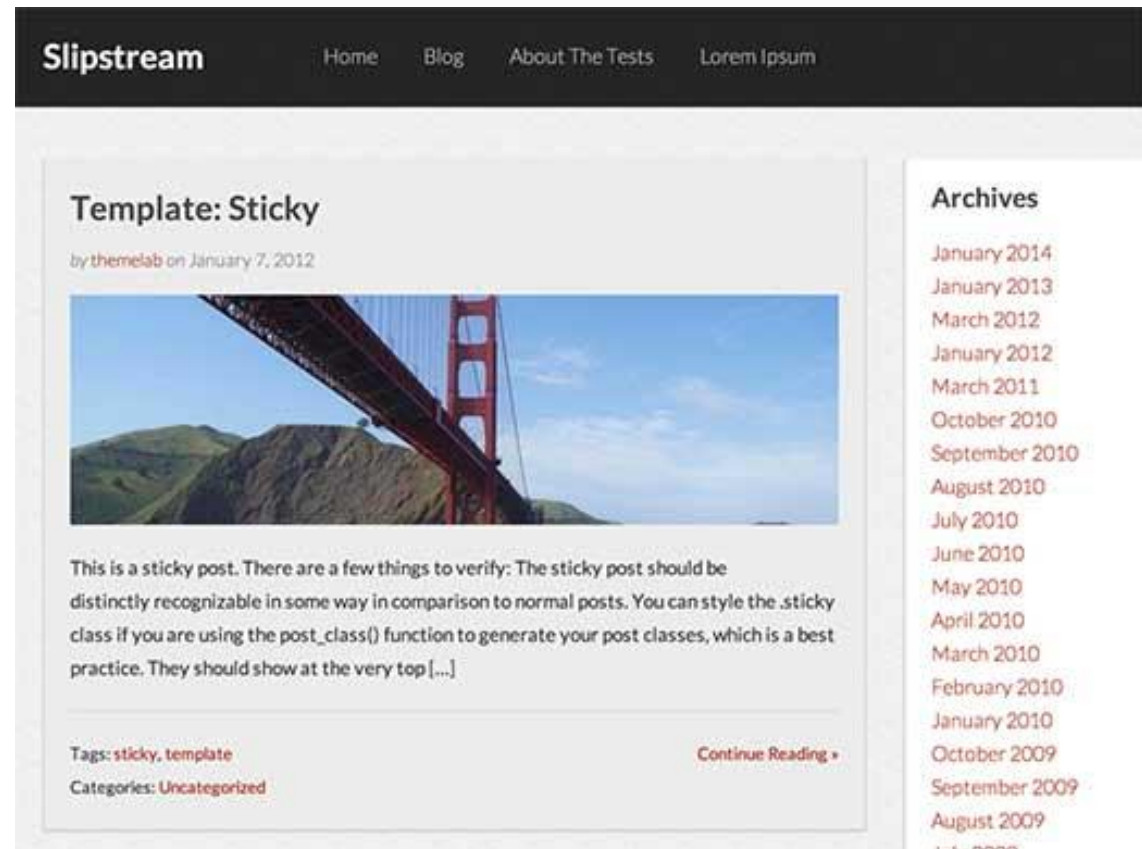 Slipstream
Home Blog About The Tests Lorem Ipsum
Template: Sticky
by themelab on January 7, 2012
This is a sticky post. There are a few things to verify: The sticky post should be
distinctly recognizable in some way in comparison to normal posts. You can style the .sticky
class if you are using the post_class() function to generate your post classes, which is a best
practice. They should show at the very top [...]
Tags: sticky, template
Continue Reading »
Categories: Uncategorized
Archives
January 2014
January 2013
March 2012
January 2012
March 2011
October 2010
September 2010
August 2010
July 2010
June 2010
May 2010
April 2010
March 2010
February 2010
January 2010
October 2009
September 2009
August 2009